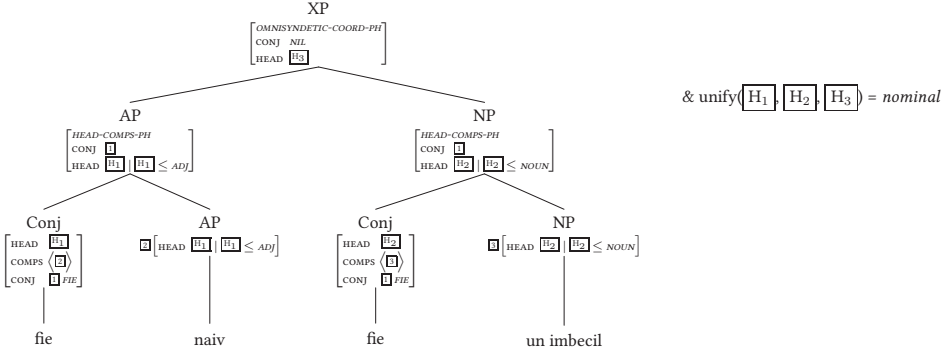 XP
[OMNISYNDETIC-COORD-PH
CONJ NIL
HEAD H3]
& unify(H1, H2, H3) = nominal
AP
[HEAD-COMPS-PH
CONJ 1
HEAD H1 | H1 ≤ ADJ]
NP
[HEAD-COMPS-PH
CONJ 1
HEAD H2 | H2 ≤ NOUN]
Conj
[HEAD H1
COMPS ⟨2⟩
CONJ 1 FIE]
AP
2[HEAD H1 | H1 ≤ ADJ]
Conj
[HEAD H2
COMPS ⟨3⟩
CONJ 1 FIE]
NP
3[HEAD H2 | H2 ≤ NOUN]
fie
naiv
fie
un imbecil